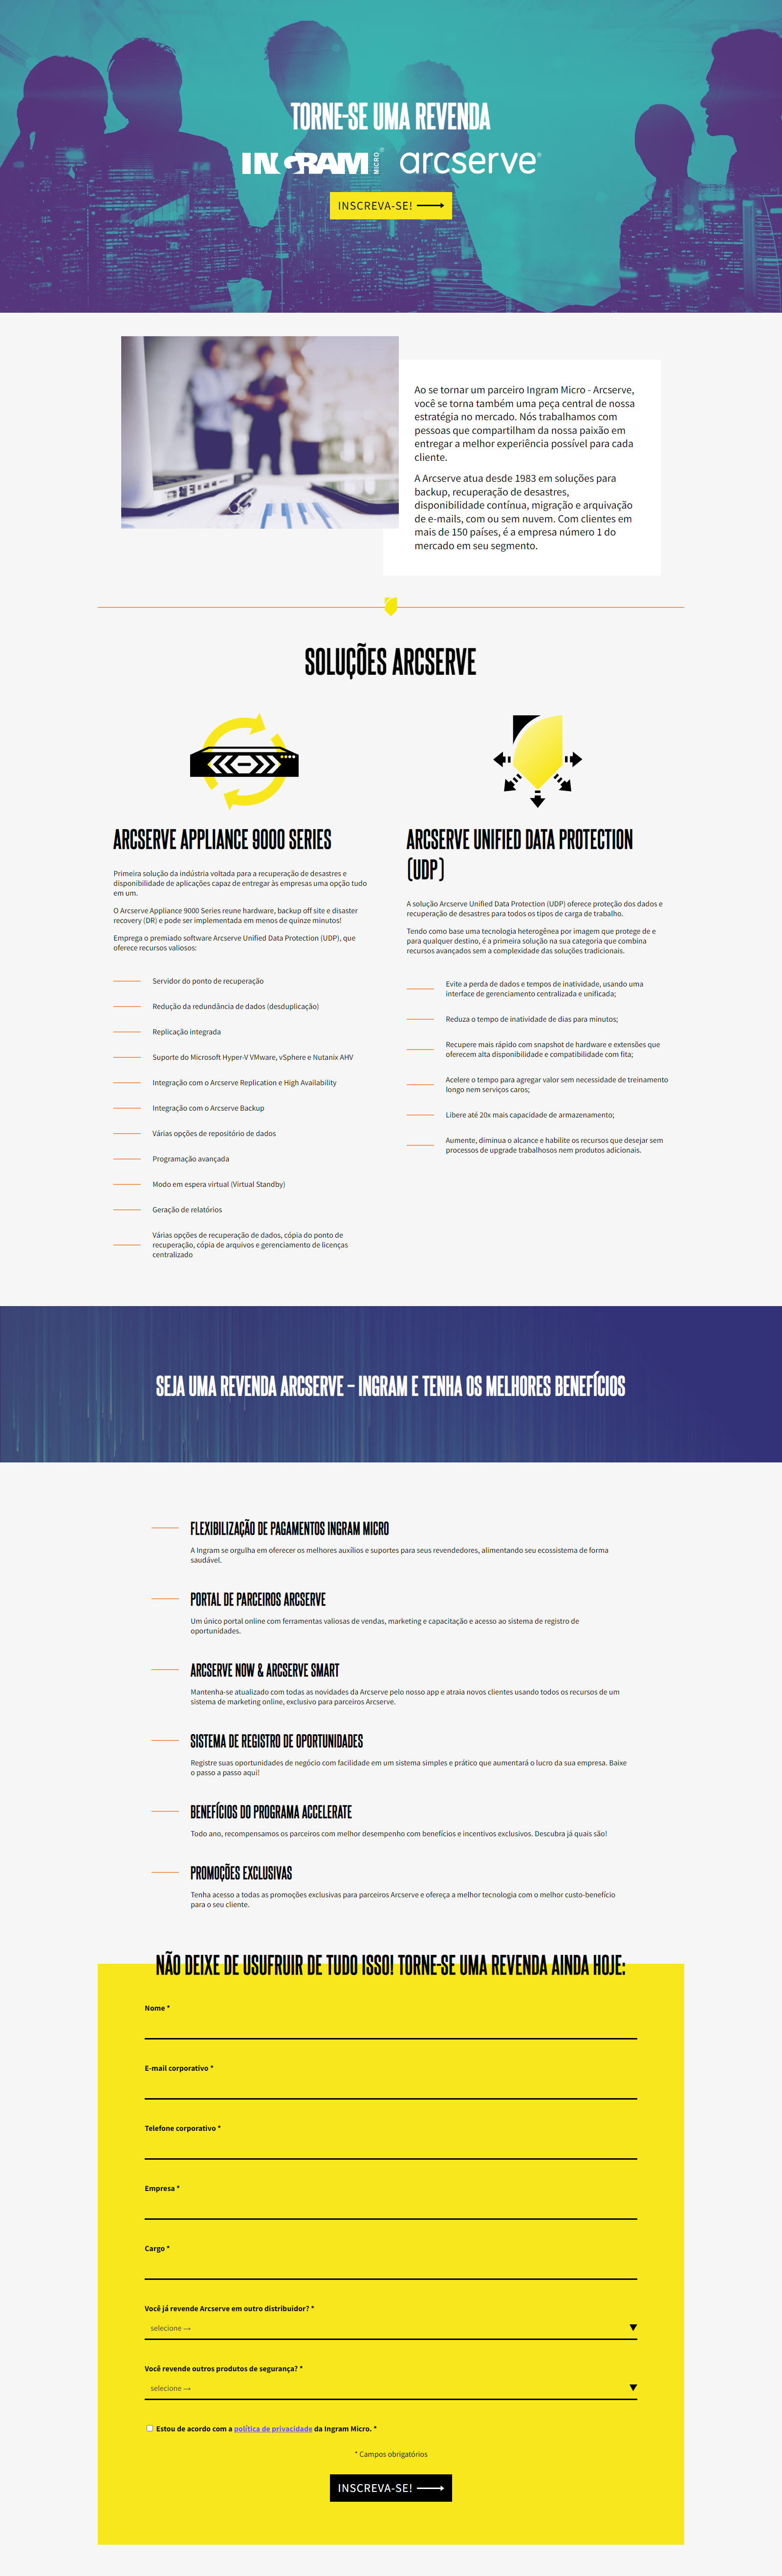 TORNE-SE UMA REVENDA
INGRAM MICRO® arcserve®
INSCREVA-SE!
Ao se tornar um parceiro Ingram Micro - Arcserve,
você se torna também uma peça central de nossa
estratégia no mercado. Nós trabalhamos com
pessoas que compartilham da nossa paixão em
entregar a melhor experiência possível para cada
cliente.
A Arcserve atua desde 1983 em soluções para
backup, recuperação de desastres,
disponibilidade contínua, migração e arquivação
de e-mails, com ou sem nuvem. Com clientes em
mais de 150 países, é a empresa número 1 do
mercado em seu segmento.
SOLUÇÕES ARCSERVE
ARCSERVE APPLIANCE 9000 SERIES
Primeira solução da indústria voltada para a recuperação de desastres e
disponibilidade de aplicações capaz de entregar às empresas uma opção tudo
em um.
O Arcserve Appliance 9000 Series reune hardware, backup off site e disaster
recovery (DR) e pode ser implementada em menos de quinze minutos!
Emprega o premiado software Arcserve Unified Data Protection (UDP), que
oferece recursos valiosos:
Servidor do ponto de recuperação
Redução da redundância de dados (desduplicação)
Replicação integrada
Suporte do Microsoft Hyper-V VMware, vSphere e Nutanix AHV
Integração com o Arcserve Replication e High Availability
Integração com o Arcserve Backup
Várias opções de repositório de dados
Programação avançada
Modo em espera virtual (Virtual Standby)
Geração de relatórios
Várias opções de recuperação de dados, cópia do ponto de
recuperação, cópia de arquivos e gerenciamento de licenças
centralizado
ARCSERVE UNIFIED DATA PROTECTION
(UDP)
A solução Arcserve Unified Data Protection (UDP) oferece proteção dos dados e
recuperação de desastres para todos os tipos de carga de trabalho.
Tendo como base uma tecnologia heterogênea por imagem que protege de e
para qualquer destino, é a primeira solução na sua categoria que combina
recursos avançados sem a complexidade das soluções tradicionais.
Evite a perda de dados e tempos de inatividade, usando uma
interface de gerenciamento centralizada e unificada;
Reduza o tempo de inatividade de dias para minutos;
Recupere mais rápido com snapshot de hardware e extensões que
oferecem alta disponibilidade e compatibilidade com fita;
Acelere o tempo para agregar valor sem necessidade de treinamento
longo nem serviços caros;
Libere até 20x mais capacidade de armazenamento;
Aumente, diminua o alcance e habilite os recursos que desejar sem
processos de upgrade trabalhosos nem produtos adicionais.
SEJA UMA REVENDA ARCSERVE – INGRAM E TENHA OS MELHORES BENEFÍCIOS
FLEXIBILIZAÇÃO DE PAGAMENTOS INGRAM MICRO
A Ingram se orgulha em oferecer os melhores auxílios e suportes para seus revendedores, alimentando seu ecossistema de forma
saudável.
PORTAL DE PARCEIROS ARCSERVE
Um único portal online com ferramentas valiosas de vendas, marketing e capacitação e acesso ao sistema de registro de
oportunidades.
ARCSERVE NOW & ARCSERVE SMART
Mantenha-se atualizado com todas as novidades da Arcserve pelo nosso app e atraia novos clientes usando todos os recursos de um
sistema de marketing online, exclusivo para parceiros Arcserve.
SISTEMA DE REGISTRO DE OPORTUNIDADES
Registre suas oportunidades de negócio com facilidade em um sistema simples e prático que aumentará o lucro da sua empresa. Baixe
o passo a passo aqui!
BENEFÍCIOS DO PROGRAMA ACCELERATE
Todo ano, recompensamos os parceiros com melhor desempenho com benefícios e incentivos exclusivos. Descubra já quais são!
PROMOÇÕES EXCLUSIVAS
Tenha acesso a todas as promoções exclusivas para parceiros Arcserve e ofereça a melhor tecnologia com o melhor custo-benefício
para o seu cliente.
NÃO DEIXE DE USUFRUIR DE TUDO ISSO! TORNE-SE UMA REVENDA AINDA HOJE:
Nome *
E-mail corporativo *
Telefone corporativo *
Empresa *
Cargo *
Você já revende Arcserve em outro distribuidor? *
selecione →
Você revende outros produtos de segurança? *
selecione →
Estou de acordo com a política de privacidade da Ingram Micro. *
* Campos obrigatórios
INSCREVA-SE!